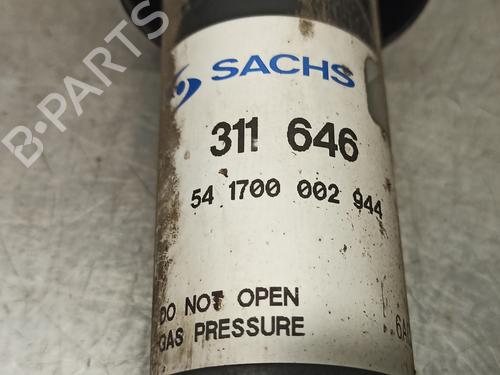 SACHS
311 646
54 1700 002 944
DO NOT OPEN
GAS PRESSURE
B-PARTS